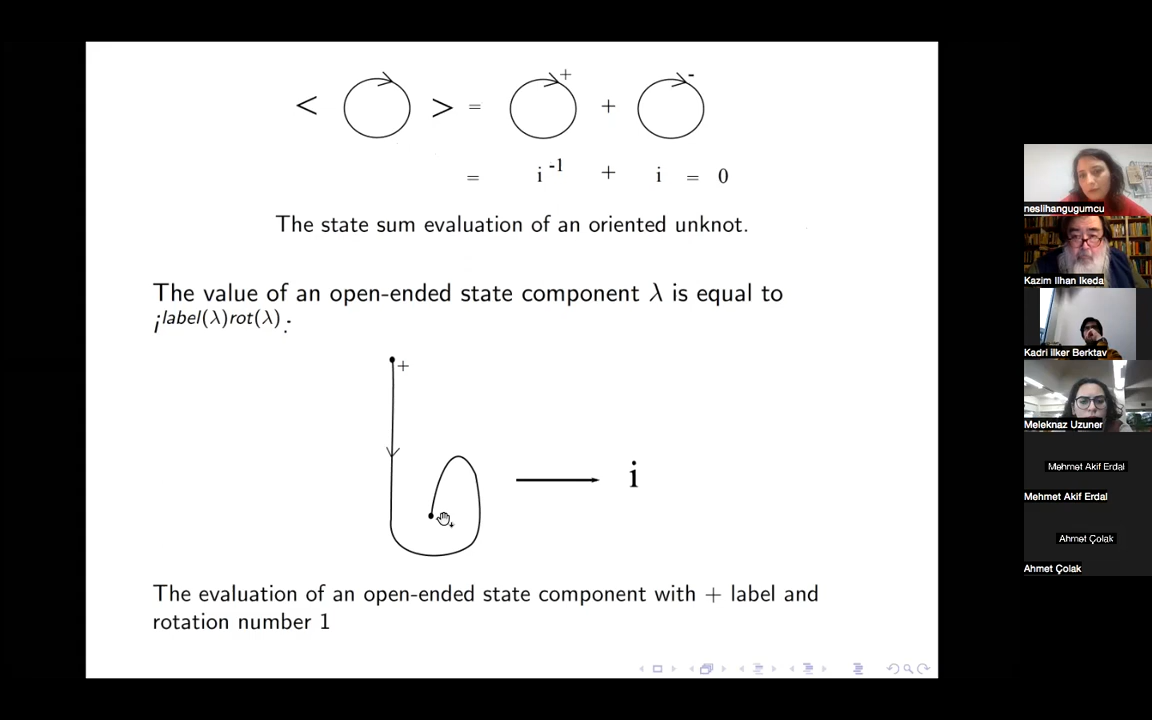 < > = + + -
= i -1 + i = 0
The state sum evaluation of an oriented unknot.
The value of an open-ended state component λ is equal to
i label(λ)rot(λ) :
+
i
The evaluation of an open-ended state component with + label and
rotation number 1
neslihangugumcu
Kazim Ilhan Ikeda
Kadri ilker Berktav
Meleknaz Uzuner
Mehmet Akif Erdal
Mehmet Akif Erdal
Ahmet Çolak
Ahmet Çolak